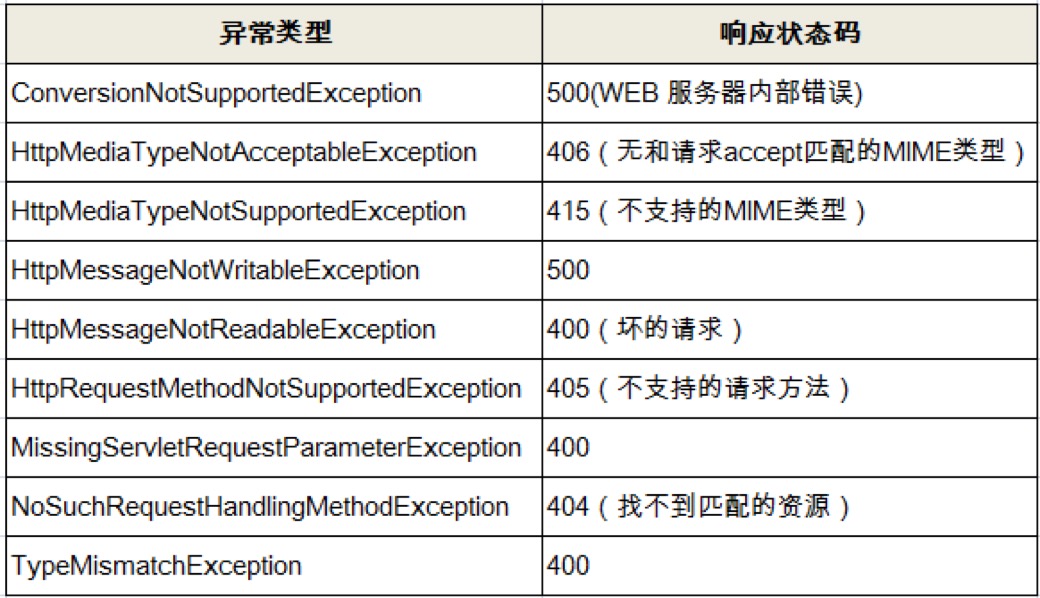 异常类型 响应状态码
ConversionNotSupportedException 500(WEB 服务器内部错误)
HttpMediaTypeNotAcceptableException 406（无和请求accept匹配的MIME类型）
HttpMediaTypeNotSupportedException 415（不支持的MIME类型）
HttpMessageNotWritableException 500
HttpMessageNotReadableException 400（坏的请求）
HttpRequestMethodNotSupportedException 405（不支持的请求方法）
MissingServletRequestParameterException 400
NoSuchRequestHandlingMethodException 404（找不到匹配的资源）
TypeMismatchException 400